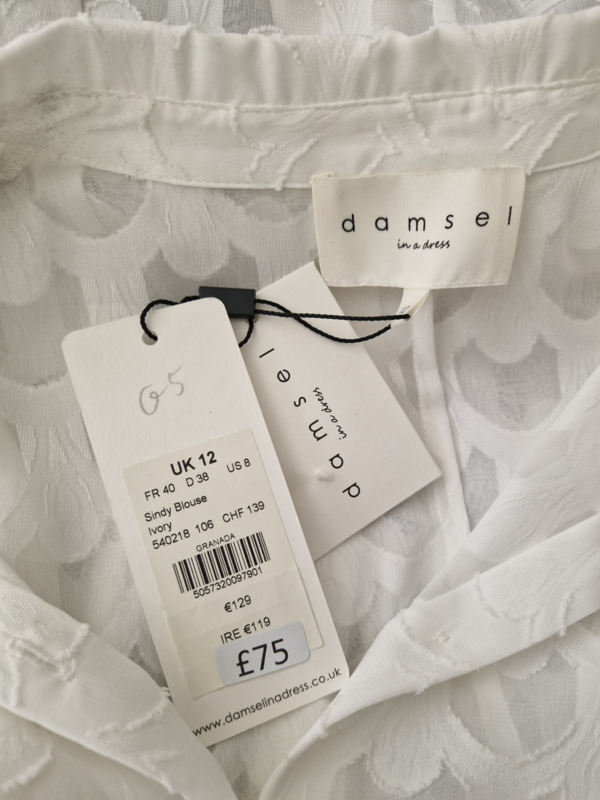 damsel
in a dress
damsel
in a dress
UK 12
FR 40 D 38 US 8
Sindy Blouse
Ivory
540218 106 CHF 139
GRANADA
5057320097901
€129
IRE €119
£75
www.damselinadress.co.uk